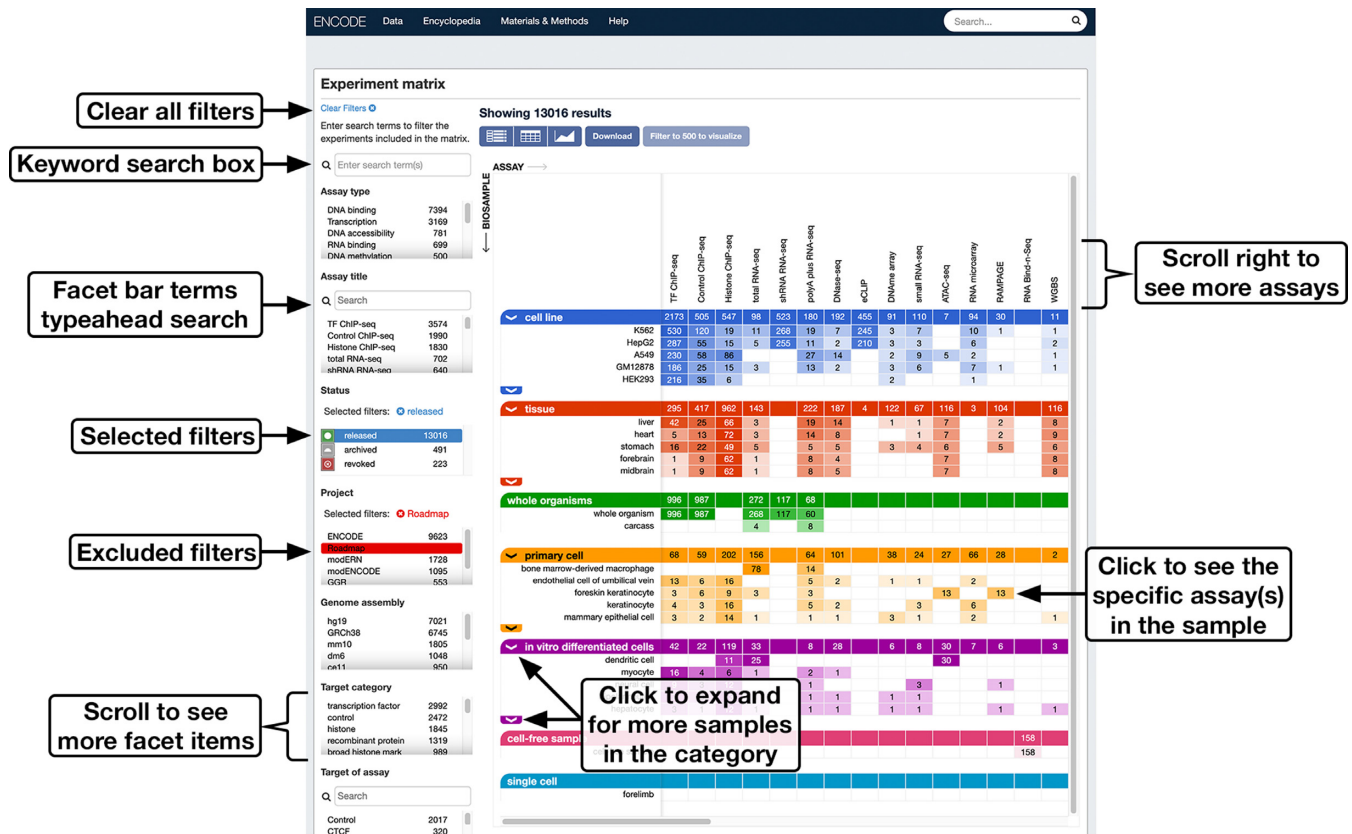 ENCODE Data Encyclopedia Materials & Methods Help Search...
Experiment matrix
Clear all filters
Clear Filters
Enter search terms to filter the
experiments included in the matrix.
Keyword search box
Enter search term(s)
Assay type
DNA binding 7394
Transcription 3169
DNA accessibility 781
RNA binding 699
DNA methylation 500
Assay title
Facet bar terms
typeahead search
Search
TF ChIP-seq 3574
Control ChIP-seq 1990
Histone ChIP-seq 1830
total RNA-seq 702
shRNA RNA-seq 640
Status
Selected filters: released
Selected filters
released 13016
archived 491
revoked 223
Project
Selected filters: Roadmap
Excluded filters
ENCODE 9623
Roadmap
modERN 1728
modENCODE 1095
GGR 553
Genome assembly
hg19 7021
GRCh38 6745
mm10 1805
dm6 1048
ce11 950
Target category
Scroll to see
more facet items
transcription factor 2992
control 2472
histone 1845
recombinant protein 1319
broad histone mark 989
Target of assay
Search
Control 2017
CTCF 320
Showing 13016 results
Download Filter to 500 to visualize
ASSAY
BIOSAMPLE
TF ChIP-seq
Control ChIP-seq
Histone ChIP-seq
total RNA-seq
shRNA RNA-seq
polyA plus RNA-seq
DNase-seq
eCLIP
DNAme array
small RNA-seq
ATAC-seq
RNA microarray
RAMPAGE
RNA Bind-n-Seq
WGBS
Scroll right to
see more assays
cell line 2173 505 547 98 523 180 192 455 91 110 7 94 30 11
K562 530 120 19 11 268 19 7 245 3 7 10 1 1
HepG2 287 55 15 5 255 11 2 210 3 3 6 2
A549 230 58 86 27 14 2 9 5 2 1
GM12878 186 25 15 3 13 2 3 6 7 1 1
HEK293 216 35 6 2 1
tissue 295 417 962 143 222 187 4 122 67 116 3 104 116
liver 42 25 66 3 19 14 1 1 7 2 8
heart 5 13 72 3 14 8 1 7 2 9
stomach 16 22 49 5 5 5 3 4 6 5 6
forebrain 1 9 62 1 8 4 7 8
midbrain 1 9 62 1 8 5 7 8
whole organisms 996 987 272 117 68
whole organism 996 987 268 117 60
carcass 4 8
primary cell 68 59 202 156 64 101 38 24 27 66 28 2
bone marrow-derived macrophage 78 14
endothelial cell of umbilical vein 13 6 16 5 2 1 1 2
foreskin keratinocyte 3 6 9 3 3 13 13
keratinocyte 4 3 16 5 2 3 6
mammary epithelial cell 3 2 14 1 1 1 3 1 2 1
Click to see the
specific assay(s)
in the sample
in vitro differentiated cells 42 22 119 33 8 28 6 8 30 7 6 3
dendritic cell 11 25 30
myocyte 16 4 6 1 2 1
1 3 1
1 1 1 1
hepatocyte 1 1 1 1 1 1
Click to expand
for more samples
in the category
cell-free samp 158
158
single cell
forelimb